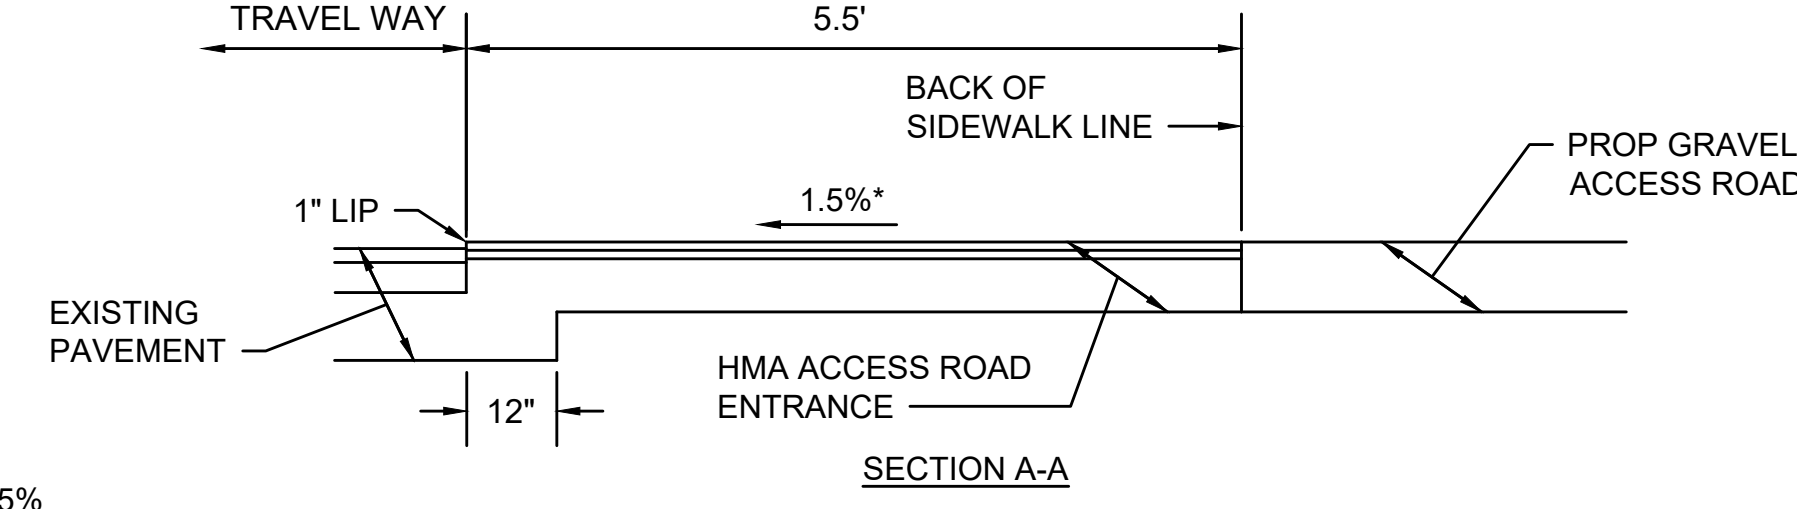 TRAVEL WAY
5.5'
BACK OF
SIDEWALK LINE
PROP GRAVEL
ACCESS ROAD
1.5%*
1" LIP
EXISTING
PAVEMENT
HMA ACCESS ROAD
ENTRANCE
12"
SECTION A-A
5%